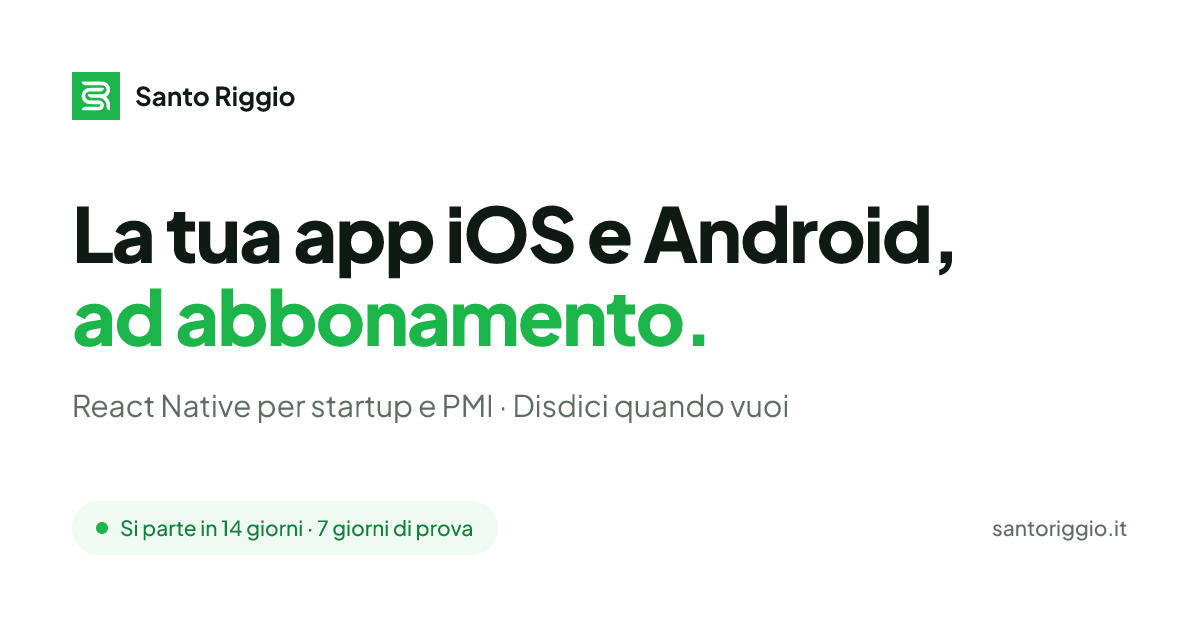 Santo Riggio
La tua app iOS e Android,
ad abbonamento.
React Native per startup e PMI · Disdici quando vuoi
Si parte in 14 giorni · 7 giorni di prova
santoriggio.it